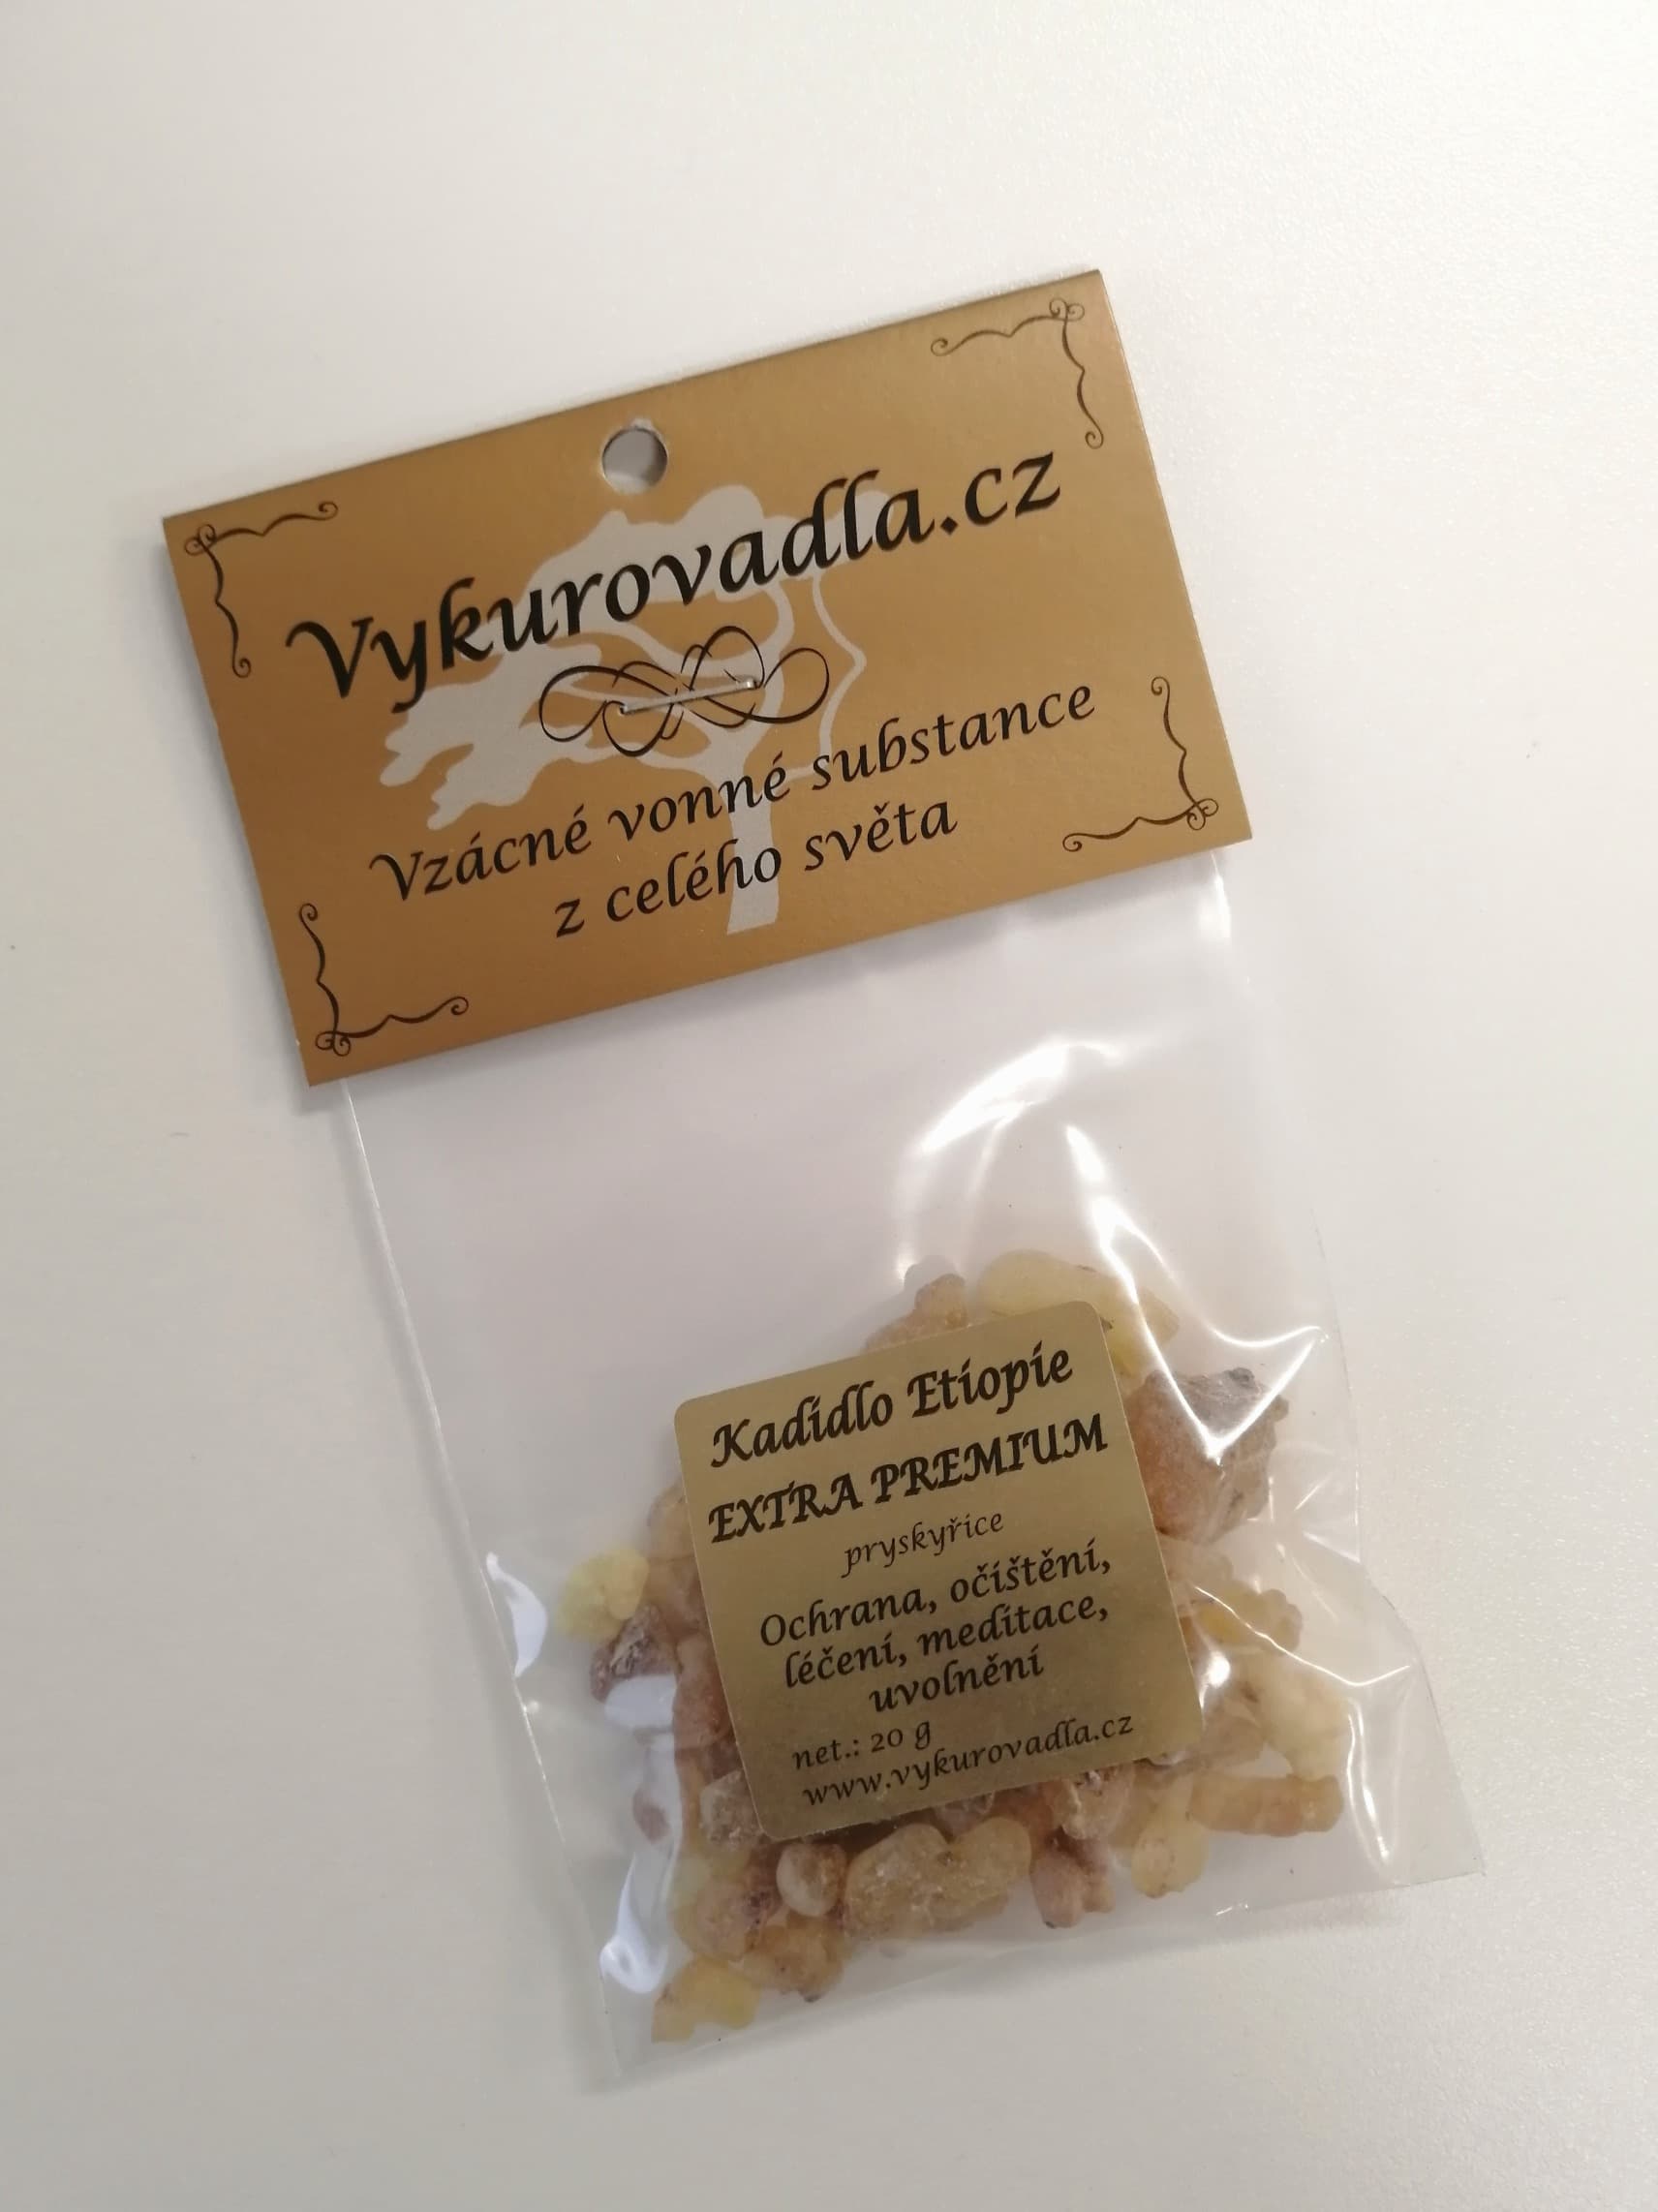 Vykurovadla.cz
Vzácné vonné substance
z celého světa
Kadidlo Etiopie
EXTRA PREMIUM
pryskyřice
Ochrana, očištění,
léčení, meditace,
uvolnění
net.: 20 g
www.vykurovadla.cz